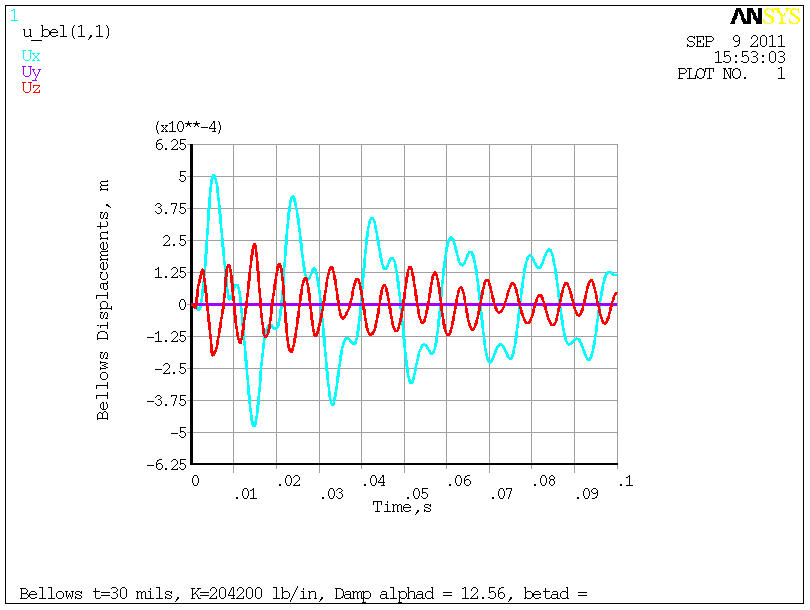 1
ANSYS
u_bel(1,1)
SEP 9 2011
15:53:03
PLOT NO. 1
Ux
Uy
Uz
(x10**-4)
6.25
5
3.75
2.5
1.25
0
-1.25
-2.5
-3.75
-5
-6.25
Bellows Displacements, m
0
.01
.02
.03
.04
.05
.06
.07
.08
.09
.1
Time,s
Bellows t=30 mils, K=204200 lb/in, Damp alphad = 12.56, betad =